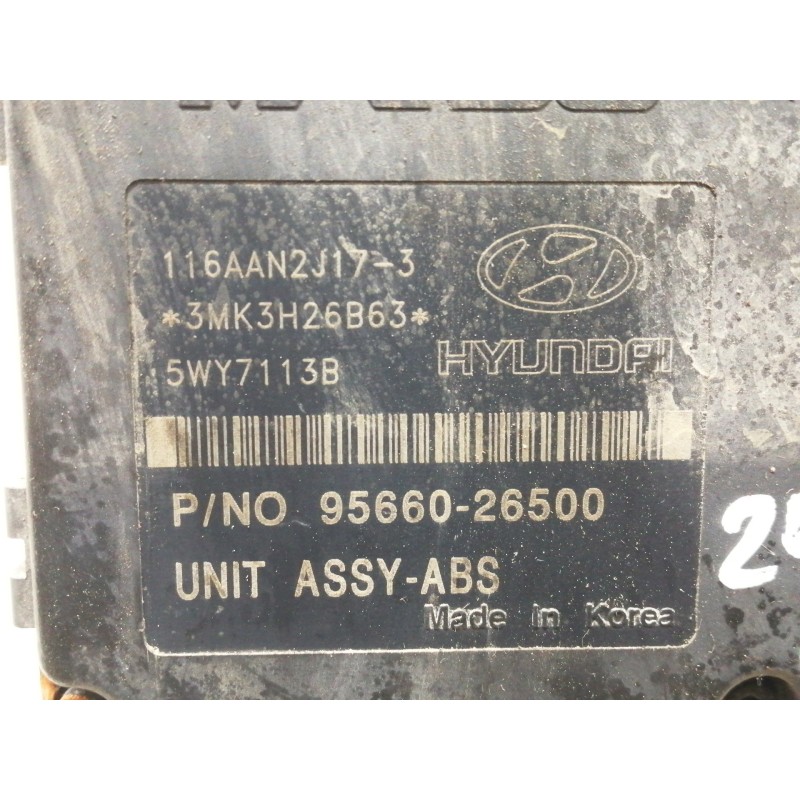 116AAN2J17-3
*3MK3H26B63*
5WY7113B
HYUNDAI
P/NO 95660-26500
UNIT ASSY-ABS
Made in Korea